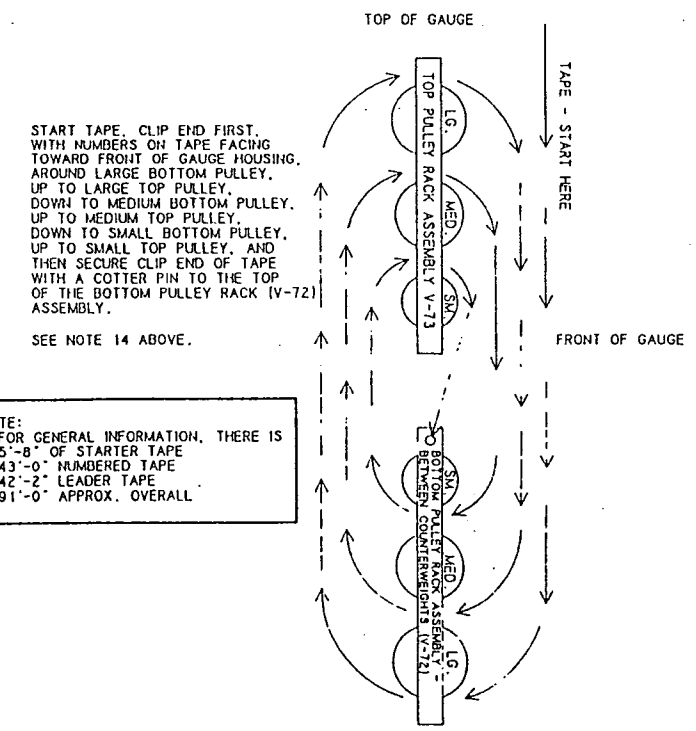 TOP OF GAUGE
TAPE - START HERE
START TAPE, CLIP END FIRST,
WITH NUMBERS ON TAPE FACING
TOWARD FRONT OF GAUGE HOUSING,
AROUND LARGE BOTTOM PULLEY,
UP TO LARGE TOP PULLEY,
DOWN TO MEDIUM BOTTOM PULLEY,
UP TO MEDIUM TOP PULLEY,
DOWN TO SMALL BOTTOM PULLEY,
UP TO SMALL TOP PULLEY, AND
THEN SECURE CLIP END OF TAPE
WITH A COTTER PIN TO THE TOP
OF THE BOTTOM PULLEY RACK (V-72)
ASSEMBLY.
SEE NOTE 14 ABOVE.
TOP PULLEY RACK ASSEMBLY V-73
LG.
MED.
SM.
FRONT OF GAUGE
TE:
FOR GENERAL INFORMATION, THERE IS
5'-8" OF STARTER TAPE
43'-0" NUMBERED TAPE
42'-2" LEADER TAPE
91'-0" APPROX. OVERALL
BOTTOM PULLEY RACK ASSEMBLY -
BETWEEN COUNTERWEIGHTS (V-72)
SM.
MED.
LG.